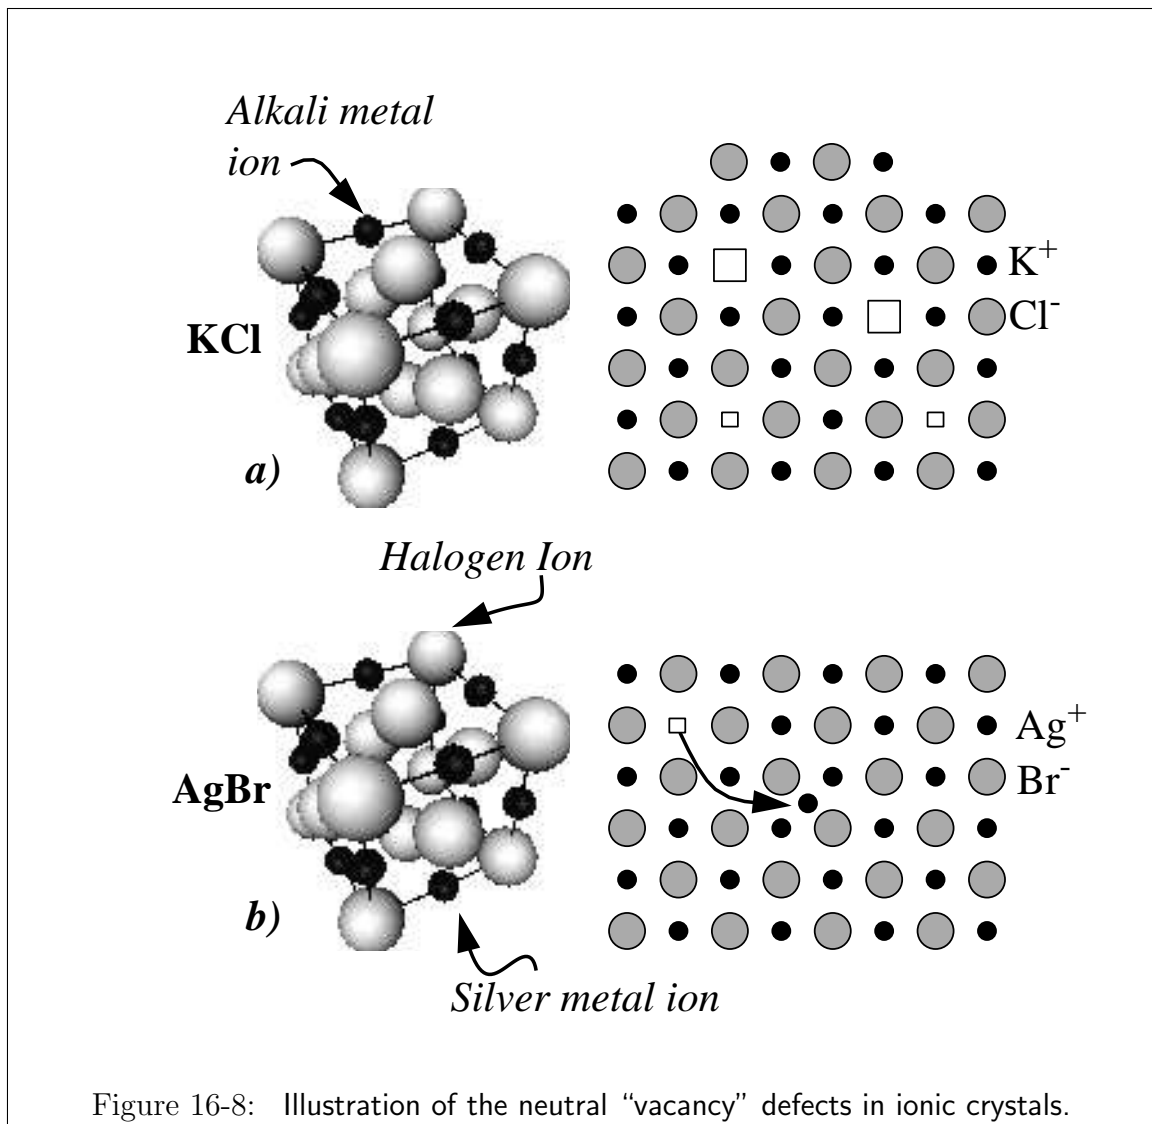 Alkali metal
ion
K+
Cl-
KCl
a)
Halogen Ion
Ag+
Br-
AgBr
b)
Silver metal ion
Figure 16-8: Illustration of the neutral “vacancy” defects in ionic crystals.